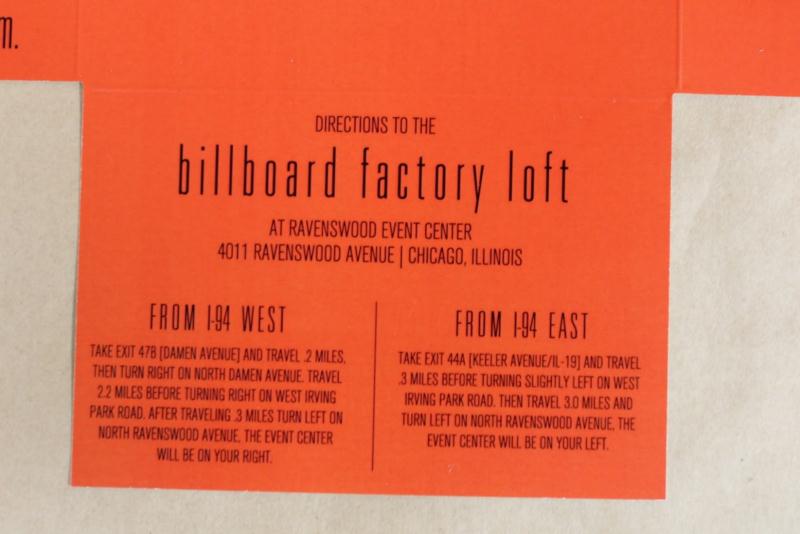 m.
DIRECTIONS TO THE
billboard factory loft
AT RAVENSWOOD EVENT CENTER
4011 RAVENSWOOD AVENUE | CHICAGO, ILLINOIS
FROM I-94 WEST
TAKE EXIT 47B [DAMEN AVENUE] AND TRAVEL .2 MILES,
THEN TURN RIGHT ON NORTH DAMEN AVENUE. TRAVEL
2.2 MILES BEFORE TURNING RIGHT ON WEST IRVING
PARK ROAD. AFTER TRAVELING .3 MILES TURN LEFT ON
NORTH RAVENSWOOD AVENUE. THE EVENT CENTER
WILL BE ON YOUR RIGHT.
FROM I-94 EAST
TAKE EXIT 44A [KEELER AVENUE/IL-19] AND TRAVEL
.3 MILES BEFORE TURNING SLIGHTLY LEFT ON WEST
IRVING PARK ROAD. THEN TRAVEL 3.0 MILES AND
TURN LEFT ON NORTH RAVENSWOOD AVENUE. THE
EVENT CENTER WILL BE ON YOUR LEFT.